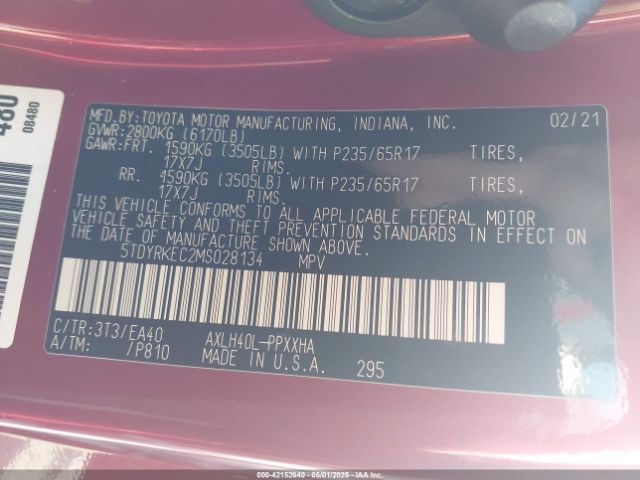 480
08480
MFD.BY:TOYOTA MOTOR MANUFACTURING, INDIANA, INC. 02/21
GVWR:2800KG (6170LB)
GAWR:FRT. 1590KG (3505LB) WITH P235/65R17 TIRES,
17X7J RIMS.
RR. 1590KG (3505LB) WITH P235/65R17 TIRES,
17X7J RIMS.
THIS VEHICLE CONFORMS TO ALL APPLICABLE FEDERAL MOTOR
VEHICLE SAFETY AND THEFT PREVENTION STANDARDS IN EFFECT ON
THE DATE OF MANUFACTURE SHOWN ABOVE.
5TDYRKEC2MS028134 MPV
C/TR:3T3/EA40 AXLH40L-PPXXHA
A/TM: /P810 MADE IN U.S.A. 295
000-42152640 - 05/01/2025 - IAA Inc.